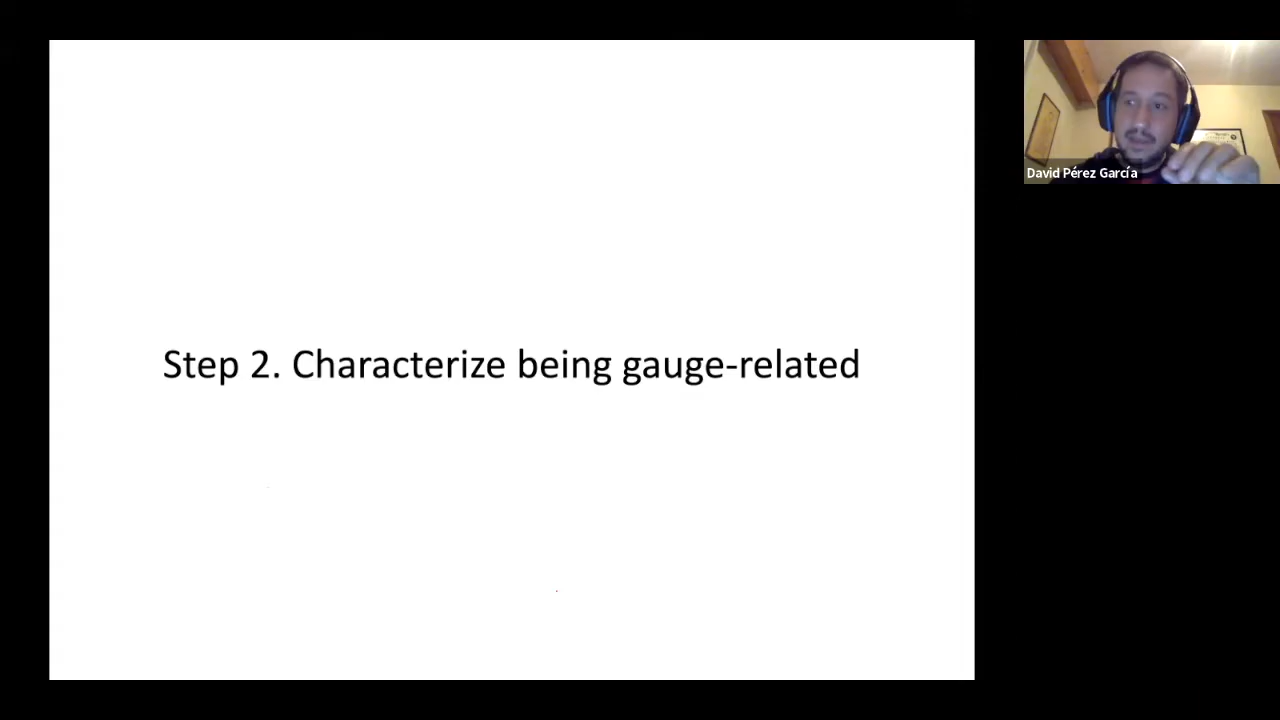 Step 2. Characterize being gauge-related
David Pérez García